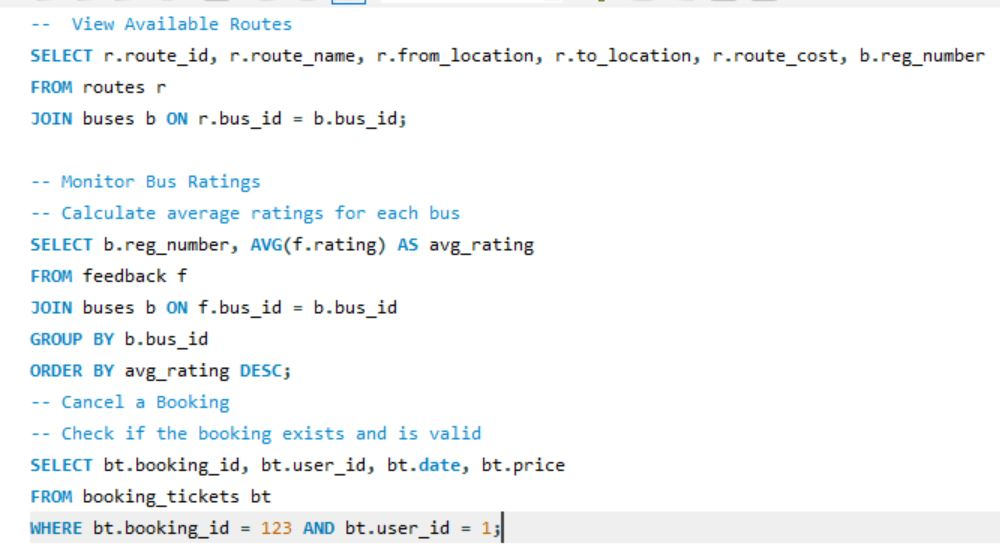 --  View Available Routes
SELECT r.route_id, r.route_name, r.from_location, r.to_location, r.route_cost, b.reg_number
FROM routes r
JOIN buses b ON r.bus_id = b.bus_id;
-- Monitor Bus Ratings
-- Calculate average ratings for each bus
SELECT b.reg_number, AVG(f.rating) AS avg_rating
FROM feedback f
JOIN buses b ON f.bus_id = b.bus_id
GROUP BY b.bus_id
ORDER BY avg_rating DESC;
-- Cancel a Booking
-- Check if the booking exists and is valid
SELECT bt.booking_id, bt.user_id, bt.date, bt.price
FROM booking_tickets bt
WHERE bt.booking_id = 123 AND bt.user_id = 1;